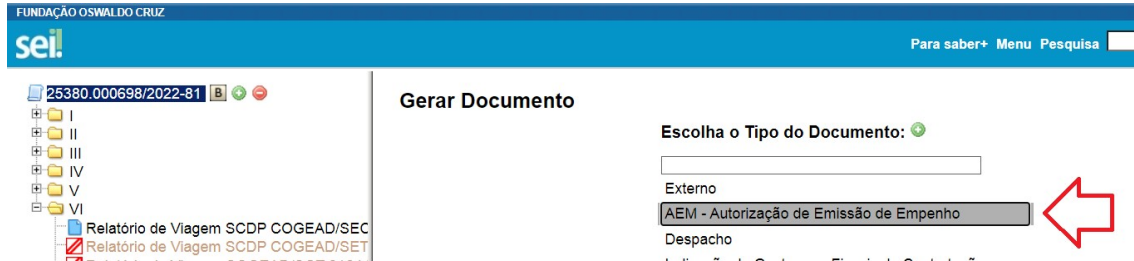 FUNDAÇÃO OSWALDO CRUZ
sei!
Para saber+ Menu Pesquisa
25380.000698/2022-81 B
I
II
III
IV
V
VI
Relatório de Viagem SCDP COGEAD/SEC
Relatório de Viagem SCDP COGEAD/SET
Gerar Documento
Escolha o Tipo do Documento:
Externo
AEM - Autorização de Emissão de Empenho
Despacho